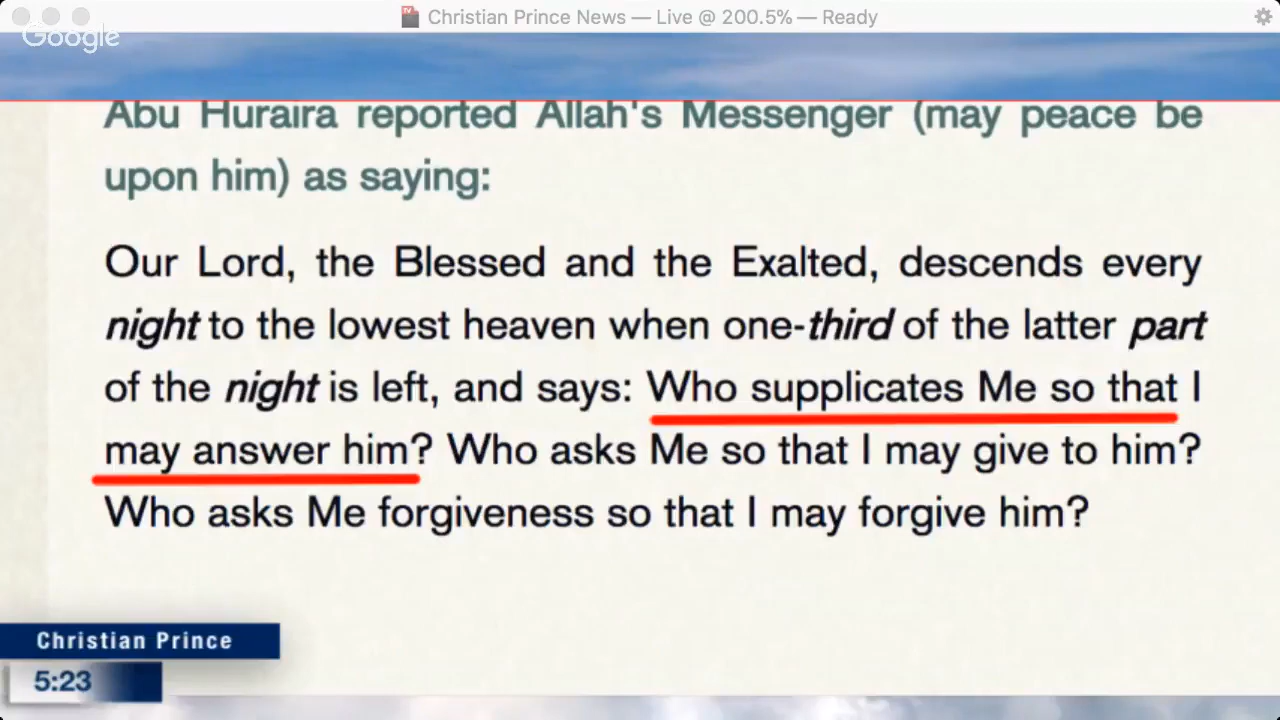 Christian Prince News — Live @ 200.5% — Ready
Google
Abu Huraira reported Allah's Messenger (may peace be
upon him) as saying:
Our Lord, the Blessed and the Exalted, descends every
night to the lowest heaven when one-third of the latter part
of the night is left, and says: Who supplicates Me so that I
may answer him? Who asks Me so that I may give to him?
Who asks Me forgiveness so that I may forgive him?
Christian Prince
5:23